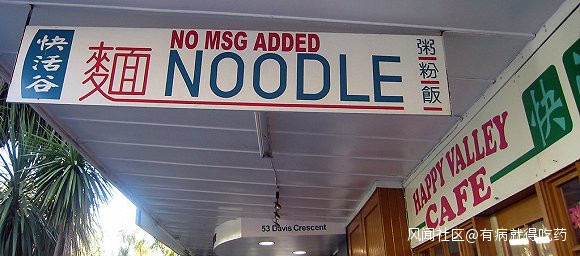 快活谷
麵
NO MSG ADDED
NOODLE
粥粉飯
HAPPY VALLEY
CAFE
快
53 Davis Crescent
风闻社区@有病就得吃药